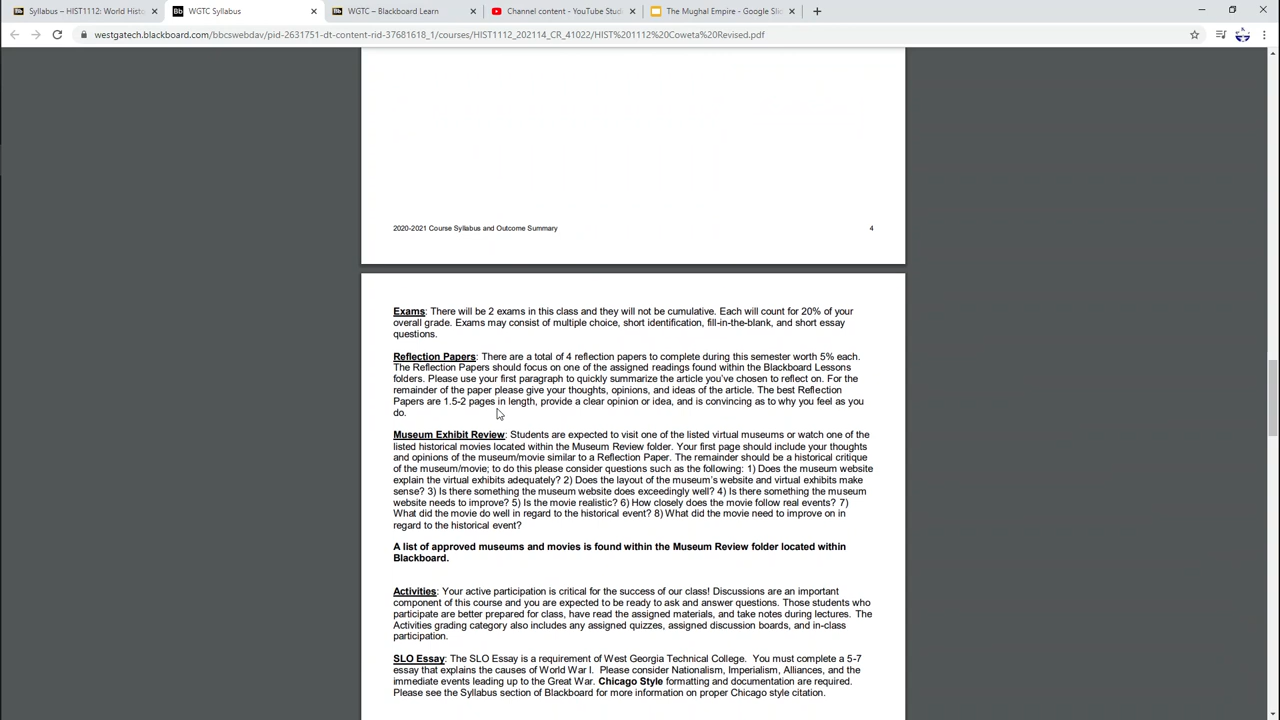 Syllabus – HIST1112: World Histo
WGTC Syllabus
WGTC – Blackboard Learn
Channel content - YouTube Studi
The Mughal Empire - Google Slid
westgatech.blackboard.com/bbcswebdav/pid-2631751-dt-content-rid-37681618_1/courses/HIST1112_202114_CR_41022/HIST%201112%20Coweta%20Revised.pdf
2020-2021 Course Syllabus and Outcome Summary 4
Exams: There will be 2 exams in this class and they will not be cumulative. Each will count for 20% of your
overall grade. Exams may consist of multiple choice, short identification, fill-in-the-blank, and short essay
questions.
Reflection Papers: There are a total of 4 reflection papers to complete during this semester worth 5% each.
The Reflection Papers should focus on one of the assigned readings found within the Blackboard Lessons
folders. Please use your first paragraph to quickly summarize the article you've chosen to reflect on. For the
remainder of the paper please give your thoughts, opinions, and ideas of the article. The best Reflection
Papers are 1.5-2 pages in length, provide a clear opinion or idea, and is convincing as to why you feel as you
do.
Museum Exhibit Review: Students are expected to visit one of the listed virtual museums or watch one of the
listed historical movies located within the Museum Review folder. Your first page should include your thoughts
and opinions of the museum/movie similar to a Reflection Paper. The remainder should be a historical critique
of the museum/movie; to do this please consider questions such as the following: 1) Does the museum website
explain the virtual exhibits adequately? 2) Does the layout of the museum's website and virtual exhibits make
sense? 3) Is there something the museum website does exceedingly well? 4) Is there something the museum
website needs to improve? 5) Is the movie realistic? 6) How closely does the movie follow real events? 7)
What did the movie do well in regard to the historical event? 8) What did the movie need to improve on in
regard to the historical event?
A list of approved museums and movies is found within the Museum Review folder located within
Blackboard.
Activities: Your active participation is critical for the success of our class! Discussions are an important
component of this course and you are expected to be ready to ask and answer questions. Those students who
participate are better prepared for class, have read the assigned materials, and take notes during lectures. The
Activities grading category also includes any assigned quizzes, assigned discussion boards, and in-class
participation.
SLO Essay: The SLO Essay is a requirement of West Georgia Technical College. You must complete a 5-7
essay that explains the causes of World War I. Please consider Nationalism, Imperialism, Alliances, and the
immediate events leading up to the Great War. Chicago Style formatting and documentation are required.
Please see the Syllabus section of Blackboard for more information on proper Chicago style citation.